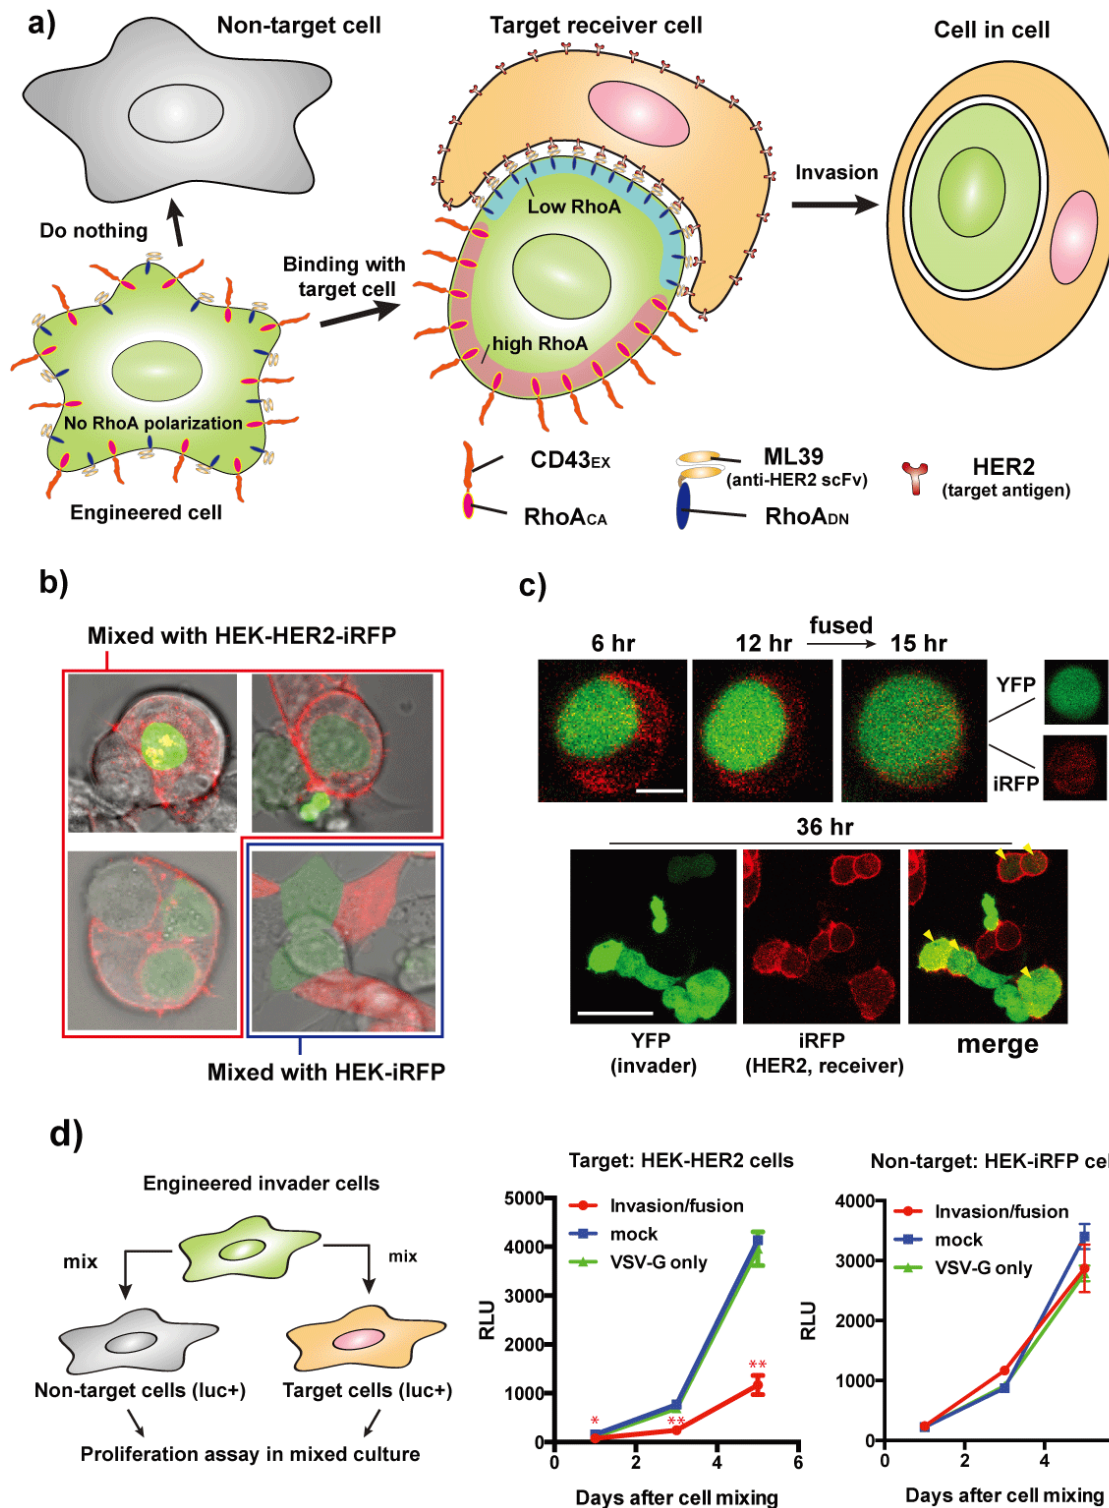 a)
Non-target cell
Target receiver cell
Cell in cell
Do nothing
Binding with
target cell
Low RhoA
high RhoA
Invasion
No RhoA polarization
Engineered cell
CD43EX
RhoACA
ML39
(anti-HER2 scFv)
RhoADN
HER2
(target antigen)
b)
Mixed with HEK-HER2-iRFP
Mixed with HEK-iRFP
c)
6 hr
12 hr
fused
15 hr
YFP
iRFP
36 hr
YFP
(invader)
iRFP
(HER2, receiver)
merge
d)
Engineered invader cells
mix
mix
Non-target cells (luc+)
Target cells (luc+)
Proliferation assay in mixed culture
Target: HEK-HER2 cells
5000
4000
3000
2000
1000
0
RLU
Invasion/fusion
mock
VSV-G only
*
**
**
0 2 4 6
Days after cell mixing
Non-target: HEK-iRFP cel
4000
3000
2000
1000
0
RLU
Invasion/fusion
mock
VSV-G only
0 2 4
Days after cell mixing